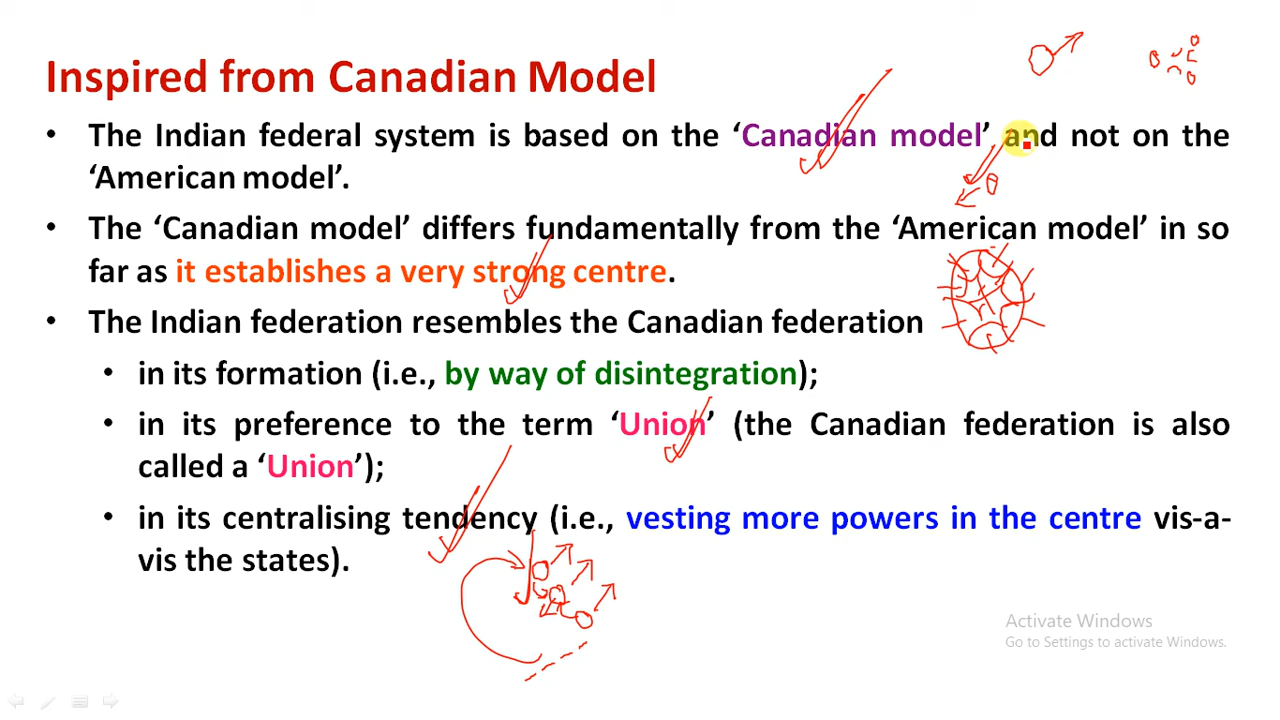 Inspired from Canadian Model
• The Indian federal system is based on the ‘Canadian model’ and not on the
‘American model’.
• The ‘Canadian model’ differs fundamentally from the ‘American model’ in so
far as it establishes a very strong centre.
• The Indian federation resembles the Canadian federation
• in its formation (i.e., by way of disintegration);
• in its preference to the term ‘Union’ (the Canadian federation is also
called a ‘Union’);
• in its centralising tendency (i.e., vesting more powers in the centre vis-a-
vis the states).
Activate Windows
Go to Settings to activate Windows.